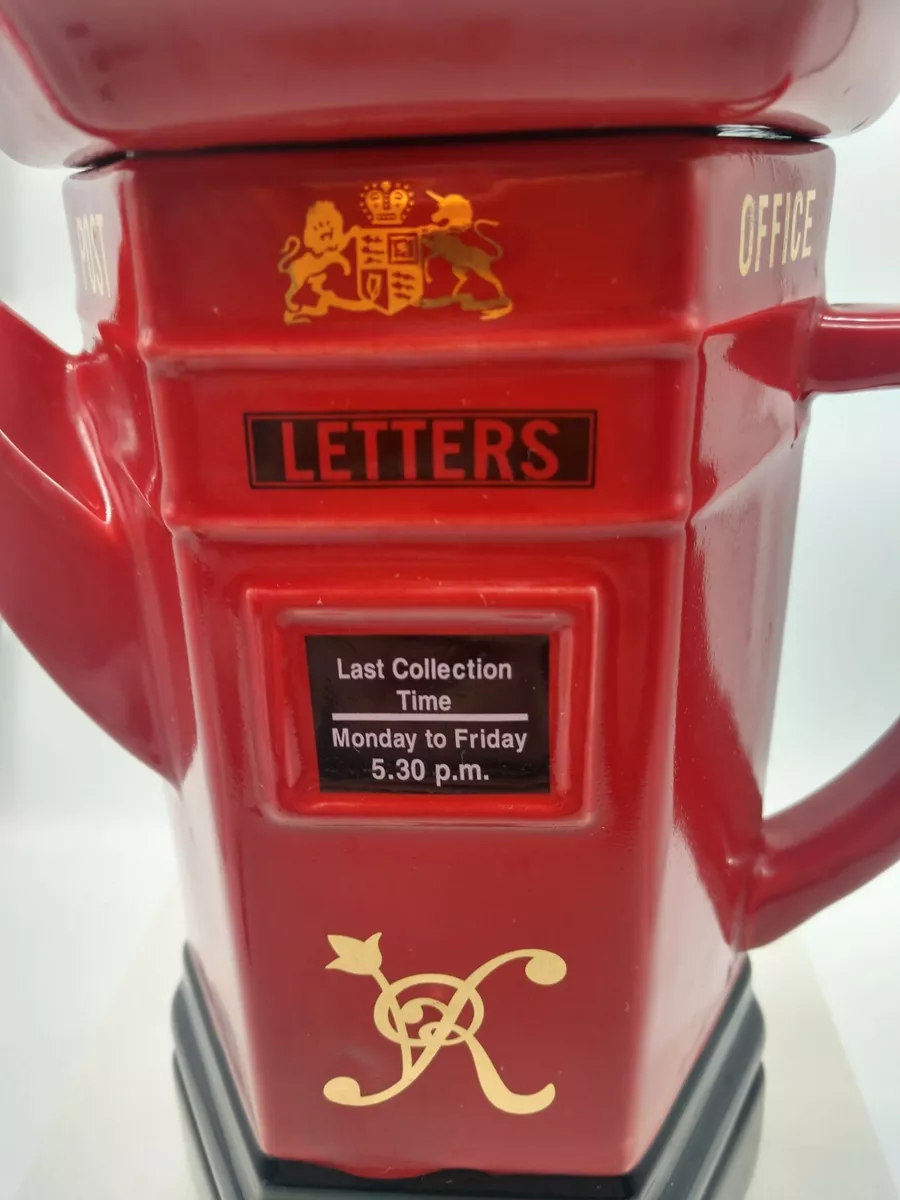 POST
OFFICE
LETTERS
Last Collection
Time
Monday to Friday
5.30 p.m.